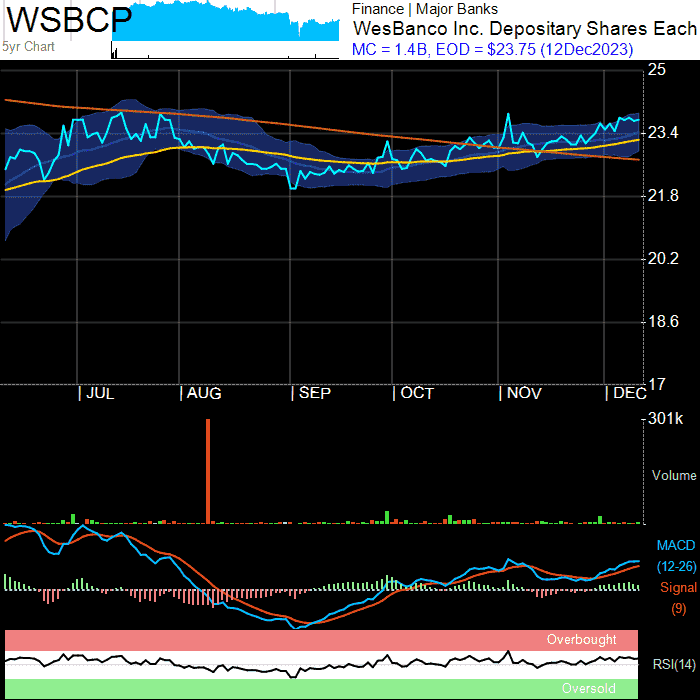 WSBCP
5yr Chart
Finance | Major Banks
WesBanco Inc. Depositary Shares Each
MC = 1.4B, EOD = $23.75 (12Dec2023)
25
23.4
21.8
20.2
18.6
17
| JUL | AUG | SEP | OCT | NOV | DEC
301k
Volume
MACD
(12-26)
Signal
(9)
Overbought
RSI(14)
Oversold